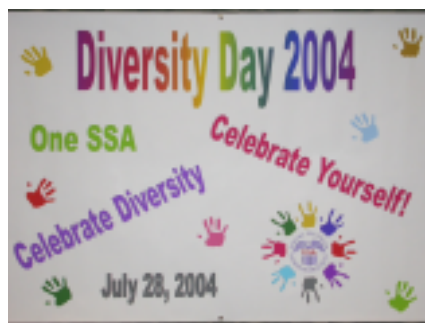 Diversity Day 2004
One SSA
Celebrate Yourself!
Celebrate Diversity
July 28, 2004